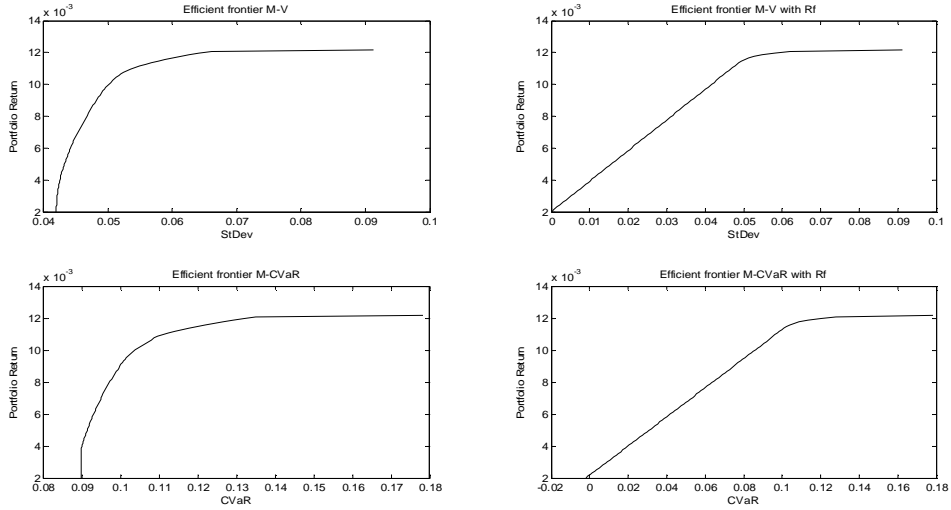 Efficient frontier M-V
x 10-3
14
12
10
8
6
4
2
Portfolio Return
0.04 0.05 0.06 0.07 0.08 0.09 0.1
StDev
Efficient frontier M-V with Rf
x 10-3
14
12
10
8
6
4
2
Portfolio Return
0 0.01 0.02 0.03 0.04 0.05 0.06 0.07 0.08 0.09 0.1
StDev
Efficient frontier M-CVaR
x 10-3
14
12
10
8
6
4
2
Portfolio Return
0.08 0.09 0.1 0.11 0.12 0.13 0.14 0.15 0.16 0.17 0.18
CVaR
Efficient frontier M-CVaR with Rf
x 10-3
14
12
10
8
6
4
2
Portfolio Return
-0.02 0 0.02 0.04 0.06 0.08 0.1 0.12 0.14 0.16 0.18
CVaR